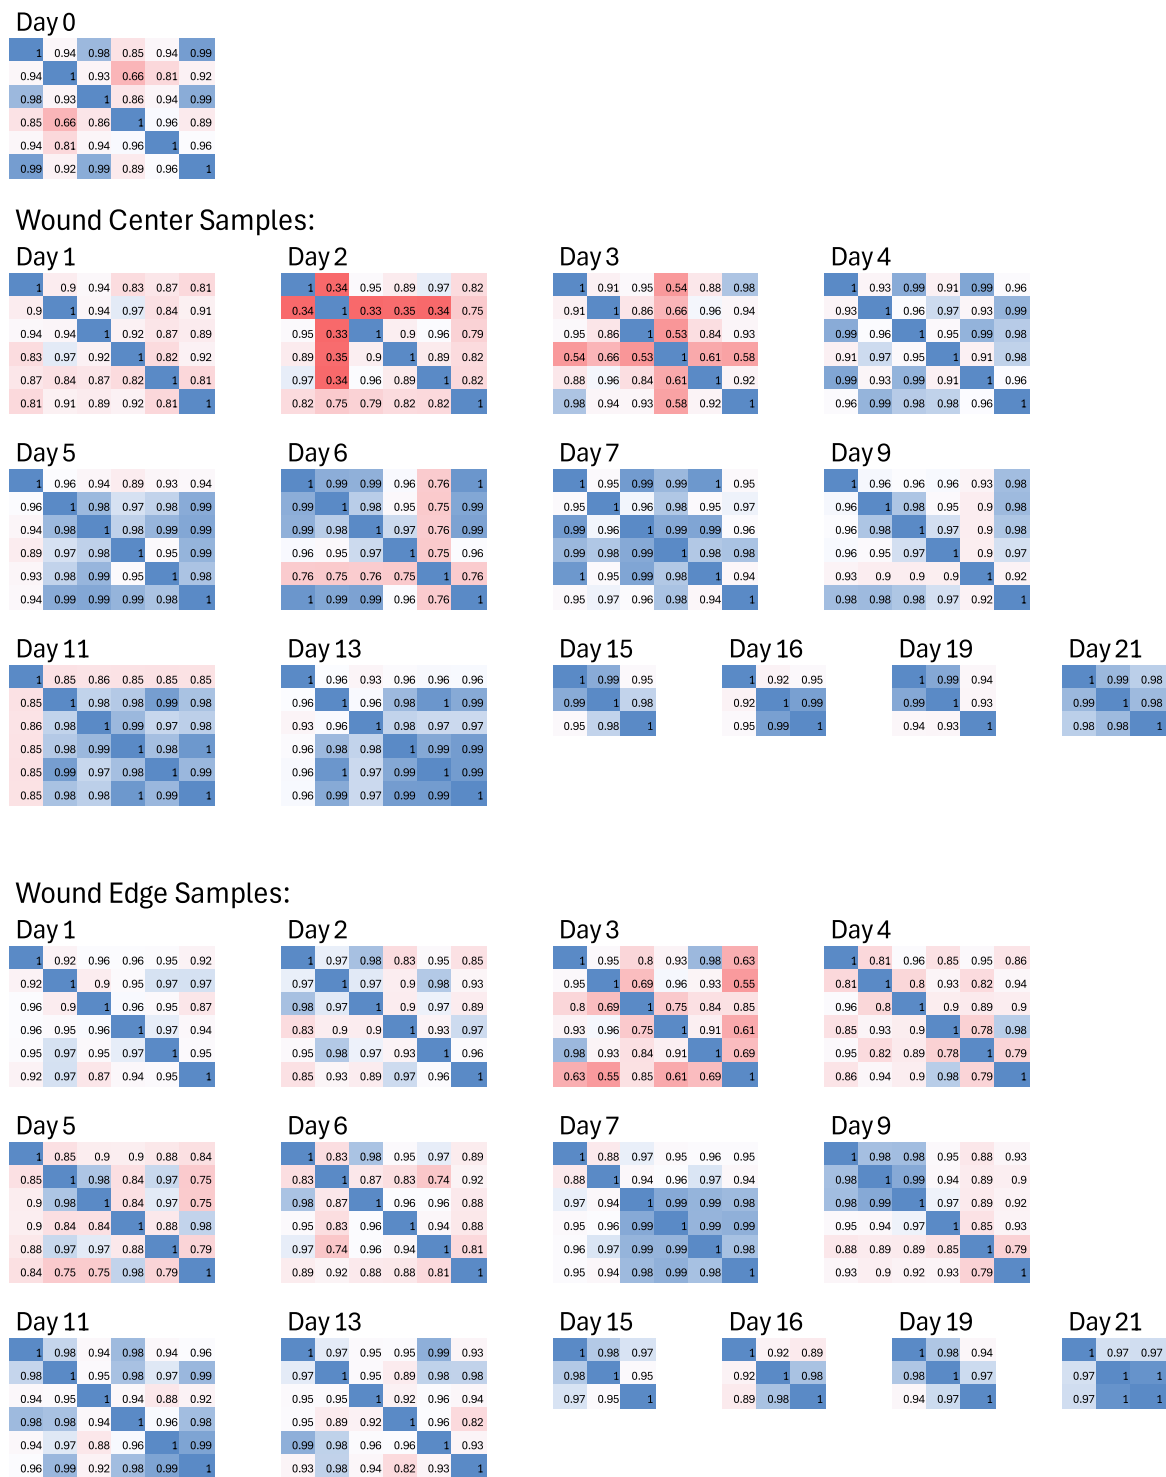 Day 0
1 0.94 0.98 0.85 0.94 0.99
0.94 1 0.93 0.66 0.81 0.92
0.98 0.93 1 0.86 0.94 0.99
0.85 0.66 0.86 1 0.96 0.89
0.94 0.81 0.94 0.96 1 0.96
0.99 0.92 0.99 0.89 0.96 1
Wound Center Samples:
Day 1 Day 2 Day 3 Day 4
1 0.9 0.94 0.83 0.87 0.81 1 0.34 0.95 0.89 0.97 0.82 1 0.91 0.95 0.54 0.88 0.98 1 0.93 0.99 0.91 0.99 0.96
0.9 1 0.94 0.97 0.84 0.91 0.34 1 0.33 0.35 0.34 0.75 0.91 1 0.86 0.66 0.96 0.94 0.93 1 0.96 0.97 0.93 0.99
0.94 0.94 1 0.92 0.87 0.89 0.95 0.33 1 0.9 0.96 0.79 0.95 0.86 1 0.53 0.84 0.93 0.99 0.96 1 0.95 0.99 0.98
0.83 0.97 0.92 1 0.82 0.92 0.89 0.35 0.9 1 0.89 0.82 0.54 0.66 0.53 1 0.61 0.58 0.91 0.97 0.95 1 0.91 0.98
0.87 0.84 0.87 0.82 1 0.81 0.97 0.34 0.96 0.89 1 0.82 0.88 0.96 0.84 0.61 1 0.92 0.99 0.93 0.99 0.91 1 0.96
0.81 0.91 0.89 0.92 0.81 1 0.82 0.75 0.79 0.82 0.82 1 0.98 0.94 0.93 0.58 0.92 1 0.96 0.99 0.98 0.98 0.96 1
Day 5 Day 6 Day 7 Day 9
1 0.96 0.94 0.89 0.93 0.94 1 0.99 0.99 0.96 0.76 1 1 0.95 0.99 0.99 1 0.95 1 0.96 0.96 0.96 0.93 0.98
0.96 1 0.98 0.97 0.98 0.99 0.99 1 0.98 0.95 0.75 0.99 0.95 1 0.96 0.98 0.95 0.97 0.96 1 0.98 0.95 0.9 0.98
0.94 0.98 1 0.98 0.99 0.99 0.99 0.98 1 0.97 0.76 0.99 0.99 0.96 1 0.99 0.99 0.96 0.96 0.98 1 0.97 0.9 0.98
0.89 0.97 0.98 1 0.95 0.99 0.96 0.95 0.97 1 0.75 0.96 0.99 0.98 0.99 1 0.98 0.98 0.96 0.95 0.97 1 0.9 0.97
0.93 0.98 0.99 0.95 1 0.98 0.76 0.75 0.76 0.75 1 0.76 1 0.95 0.99 0.98 1 0.94 0.93 0.9 0.9 0.9 1 0.92
0.94 0.99 0.99 0.99 0.98 1 1 0.99 0.99 0.96 0.76 1 0.95 0.97 0.96 0.98 0.94 1 0.98 0.98 0.98 0.97 0.92 1
Day 11 Day 13 Day 15 Day 16 Day 19 Day 21
1 0.85 0.86 0.85 0.85 0.85 1 0.96 0.93 0.96 0.96 0.96 1 0.99 0.95 1 0.92 0.95 1 0.99 0.94 1 0.99 0.98
0.85 1 0.98 0.98 0.99 0.98 0.96 1 0.96 0.98 1 0.99 0.99 1 0.98 0.92 1 0.99 0.99 1 0.93 0.99 1 0.98
0.86 0.98 1 0.99 0.97 0.98 0.93 0.96 1 0.98 0.97 0.97 0.95 0.98 1 0.95 0.99 1 0.94 0.93 1 0.98 0.98 1
0.85 0.98 0.99 1 0.98 1 0.96 0.98 0.98 1 0.99 0.99
0.85 0.99 0.97 0.98 1 0.99 0.96 1 0.97 0.99 1 0.99
0.85 0.98 0.98 1 0.99 1 0.96 0.99 0.97 0.99 0.99 1
Wound Edge Samples:
Day 1 Day 2 Day 3 Day 4
1 0.92 0.96 0.96 0.95 0.92 1 0.97 0.98 0.83 0.95 0.85 1 0.95 0.8 0.93 0.98 0.63 1 0.81 0.96 0.85 0.95 0.86
0.92 1 0.9 0.95 0.97 0.97 0.97 1 0.97 0.9 0.98 0.93 0.95 1 0.69 0.96 0.93 0.55 0.81 1 0.8 0.93 0.82 0.94
0.96 0.9 1 0.96 0.95 0.87 0.98 0.97 1 0.9 0.97 0.89 0.8 0.69 1 0.75 0.84 0.85 0.96 0.8 1 0.9 0.89 0.9
0.96 0.95 0.96 1 0.97 0.94 0.83 0.9 0.9 1 0.93 0.97 0.93 0.96 0.75 1 0.91 0.61 0.85 0.93 0.9 1 0.78 0.98
0.95 0.97 0.95 0.97 1 0.95 0.95 0.98 0.97 0.93 1 0.96 0.98 0.93 0.84 0.91 1 0.69 0.95 0.82 0.89 0.78 1 0.79
0.92 0.97 0.87 0.94 0.95 1 0.85 0.93 0.89 0.97 0.96 1 0.63 0.55 0.85 0.61 0.69 1 0.86 0.94 0.9 0.98 0.79 1
Day 5 Day 6 Day 7 Day 9
1 0.85 0.9 0.9 0.88 0.84 1 0.83 0.98 0.95 0.97 0.89 1 0.88 0.97 0.95 0.96 0.95 1 0.98 0.98 0.95 0.88 0.93
0.85 1 0.98 0.84 0.97 0.75 0.83 1 0.87 0.83 0.74 0.92 0.88 1 0.94 0.96 0.97 0.94 0.98 1 0.99 0.94 0.89 0.9
0.9 0.98 1 0.84 0.97 0.75 0.98 0.87 1 0.96 0.96 0.88 0.97 0.94 1 0.99 0.99 0.98 0.98 0.99 1 0.97 0.89 0.92
0.9 0.84 0.84 1 0.88 0.98 0.95 0.83 0.96 1 0.94 0.88 0.95 0.96 0.99 1 0.99 0.99 0.95 0.94 0.97 1 0.85 0.93
0.88 0.97 0.97 0.88 1 0.79 0.97 0.74 0.96 0.94 1 0.81 0.96 0.97 0.99 0.99 1 0.98 0.88 0.89 0.89 0.85 1 0.79
0.84 0.75 0.75 0.98 0.79 1 0.89 0.92 0.88 0.88 0.81 1 0.95 0.94 0.98 0.99 0.98 1 0.93 0.9 0.92 0.93 0.79 1
Day 11 Day 13 Day 15 Day 16 Day 19 Day 21
1 0.98 0.94 0.98 0.94 0.96 1 0.97 0.95 0.95 0.99 0.93 1 0.98 0.97 1 0.92 0.89 1 0.98 0.94 1 0.97 0.97
0.98 1 0.95 0.98 0.97 0.99 0.97 1 0.95 0.89 0.98 0.98 0.98 1 0.95 0.92 1 0.98 0.98 1 0.97 0.97 1 1
0.94 0.95 1 0.94 0.88 0.92 0.95 0.95 1 0.92 0.96 0.94 0.97 0.95 1 0.89 0.98 1 0.94 0.97 1 0.97 1 1
0.98 0.98 0.94 1 0.96 0.98 0.95 0.89 0.92 1 0.96 0.82
0.94 0.97 0.88 0.96 1 0.99 0.99 0.98 0.96 0.96 1 0.93
0.96 0.99 0.92 0.98 0.99 1 0.93 0.98 0.94 0.82 0.93 1